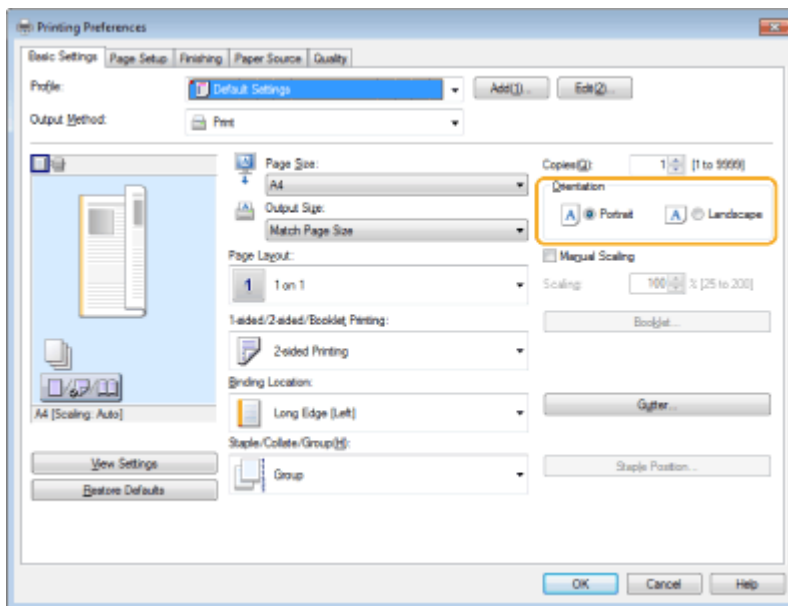 Printing Preferences
Basic Settings Page Setup Finishing Paper Source Quality
Profile: Default Settings Add(1)... Edit(2)...
Output Method: Print
Page Size: Copies(Q): 1 [1 to 9999]
A4 Orientation
Output Size: A Portrait A Landscape
Match Page Size
Page Layout: Manual Scaling
1 1 on 1 Scaling: 100 % [25 to 200]
1-sided/2-sided/Booklet Printing: Booklet...
2-sided Printing
Binding Location:
A4 [Scaling: Auto] Long Edge (Left) Gutter...
Staple/Collate/Group(H):
View Settings Group Staple Position...
Restore Defaults
OK Cancel Help